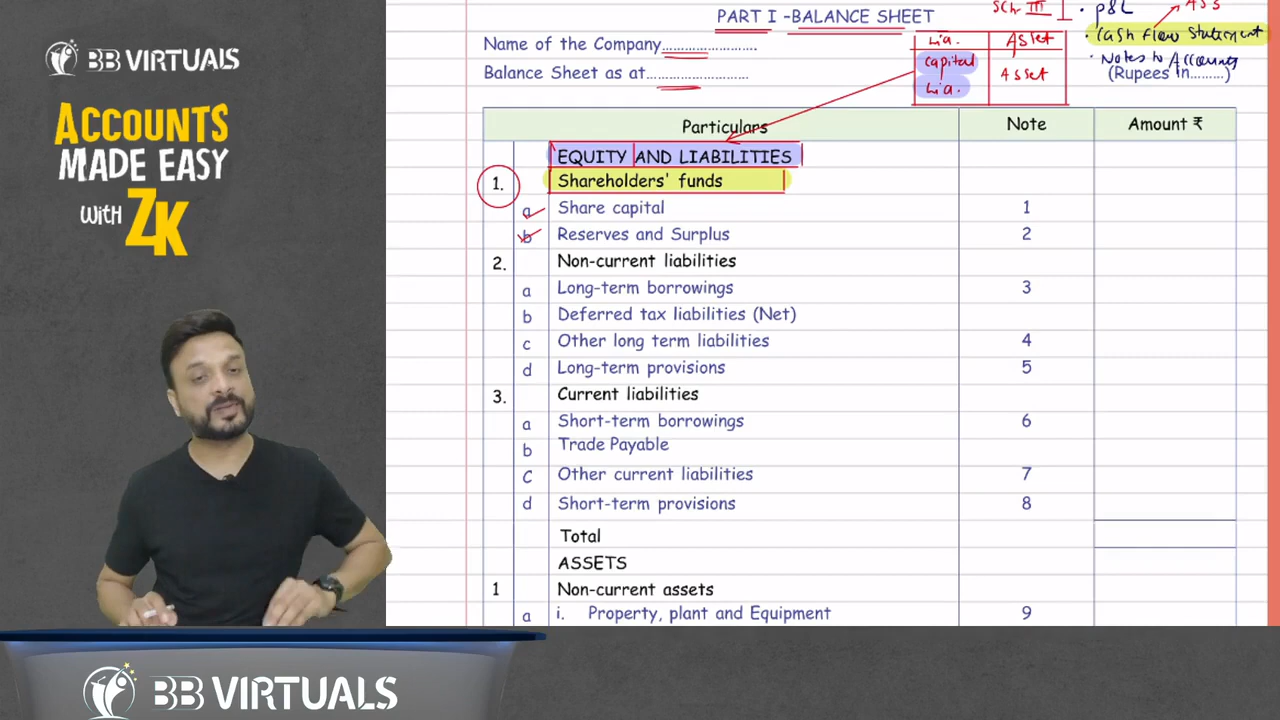 BB VIRTUALS
ACCOUNTS
MADE EASY
WITH ZK
PART I -BALANCE SHEET
Name of the Company......................
Balance Sheet as at........................
Sch III
• P&L
ASS
• Cash flow Statement
• Notes to Accounts
(Rupees in.........)
Lia. Asset
capital Asset
Lia.
Particulars Note Amount ₹
EQUITY AND LIABILITIES
1. Shareholders' funds
a Share capital 1
b Reserves and Surplus 2
2. Non-current liabilities
a Long-term borrowings 3
b Deferred tax liabilities (Net)
c Other long term liabilities 4
d Long-term provisions 5
3. Current liabilities
a Short-term borrowings 6
b Trade Payable
C Other current liabilities 7
d Short-term provisions 8
Total
ASSETS
1 Non-current assets
a i. Property, plant and Equipment 9
BB VIRTUALS